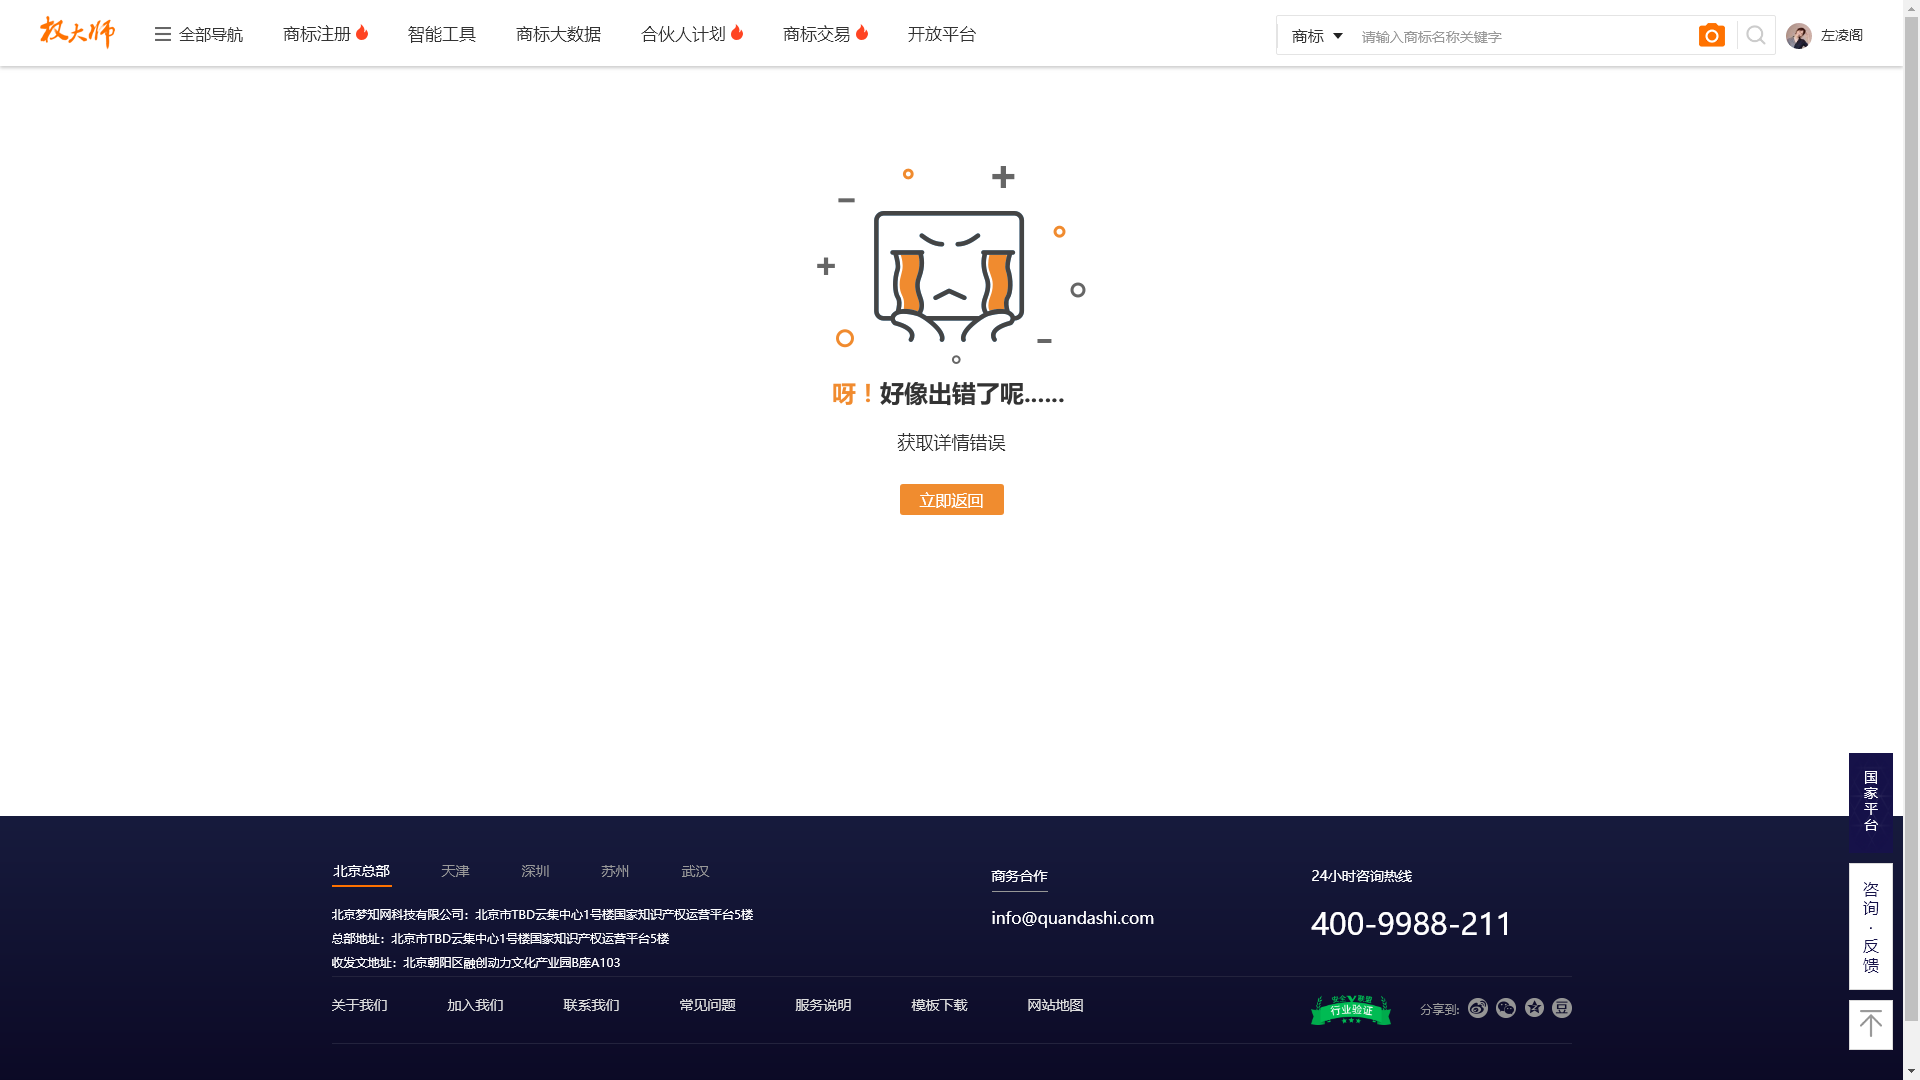 权大师
全部导航
商标注册
智能工具
商标大数据
合伙人计划
商标交易
开放平台
商标
请输入商标名称关键字
左凌阁
呀！好像出错了呢......
获取详情错误
立即返回
国家平台
咨询·反馈
北京总部
天津
深圳
苏州
武汉
北京梦知网科技有限公司：北京市TBD云集中心1号楼国家知识产权运营平台5楼
总部地址：北京市TBD云集中心1号楼国家知识产权运营平台5楼
收发文地址：北京朝阳区融创动力文化产业园B座A103
商务合作
info@quandashi.com
24小时咨询热线
400-9988-211
关于我们
加入我们
联系我们
常见问题
服务说明
模板下载
网站地图
安全联盟
行业验证
分享到:
豆